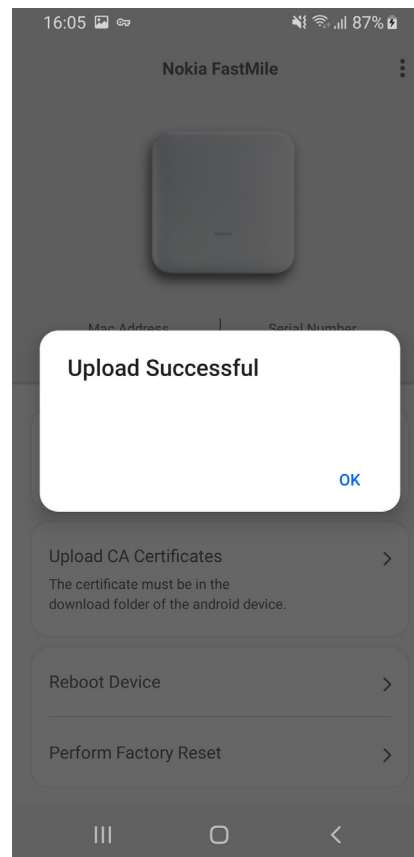 16:05 87%
Nokia FastMile
Mac Address Serial Number
Upload Successful
OK
Upload CA Certificates
The certificate must be in the
download folder of the android device.
Reboot Device
Perform Factory Reset